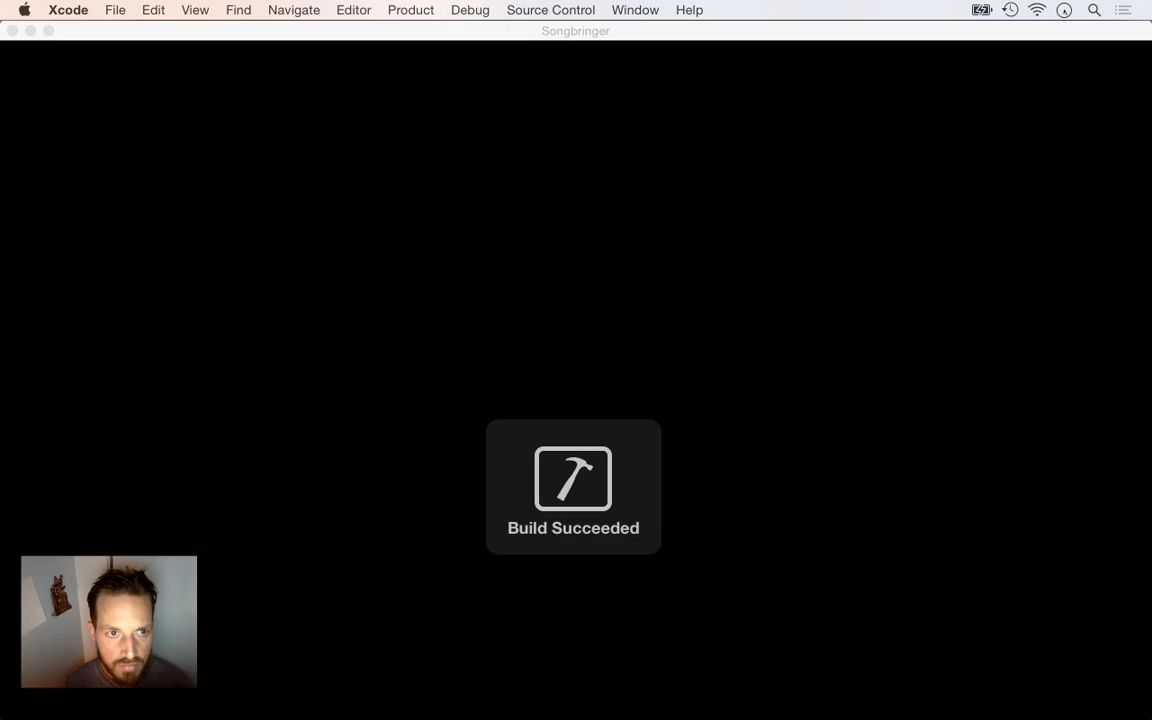 Xcode File Edit View Find Navigate Editor Product Debug Source Control Window Help
Songbringer
Build Succeeded